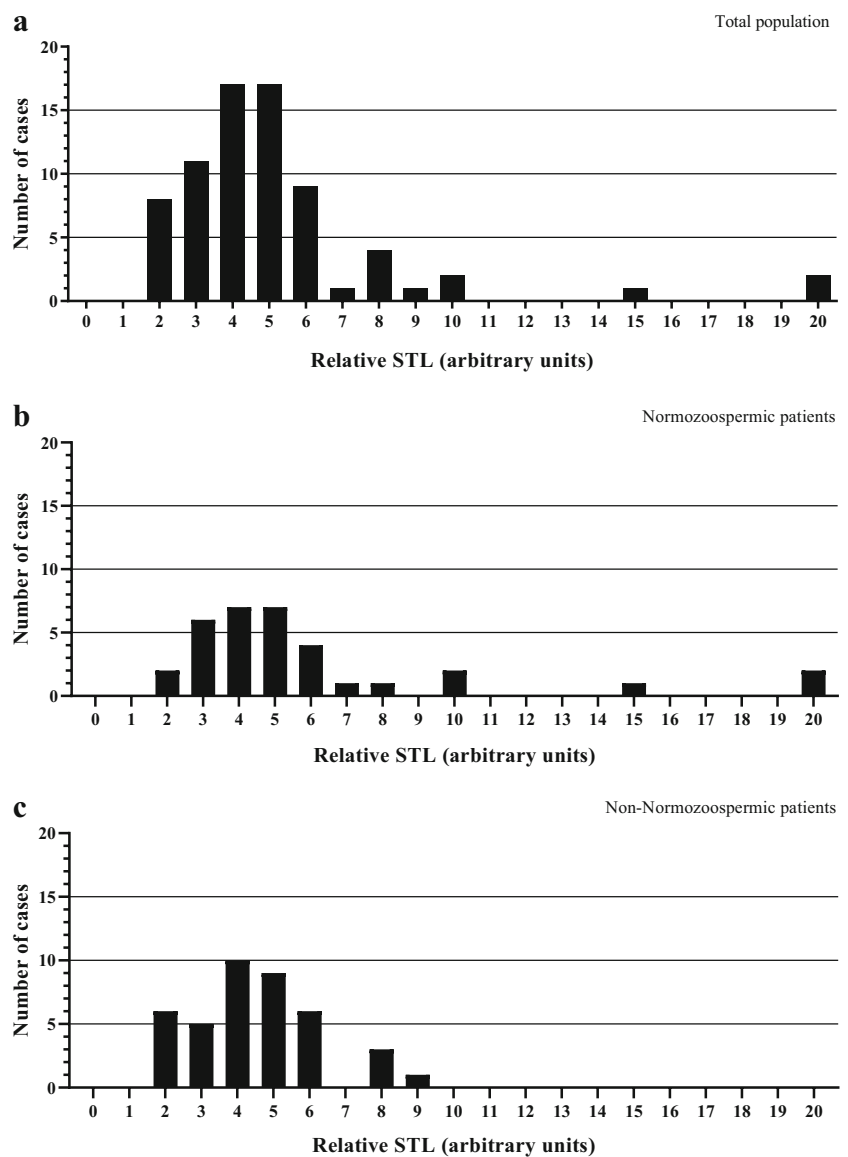 a
Total population
20
15
10
5
0
Number of cases
0 1 2 3 4 5 6 7 8 9 10 11 12 13 14 15 16 17 18 19 20
Relative STL (arbitrary units)
b
Normozoospermic patients
20
15
10
5
0
Number of cases
0 1 2 3 4 5 6 7 8 9 10 11 12 13 14 15 16 17 18 19 20
Relative STL (arbitrary units)
c
Non-Normozoospermic patients
20
15
10
5
0
Number of cases
0 1 2 3 4 5 6 7 8 9 10 11 12 13 14 15 16 17 18 19 20
Relative STL (arbitrary units)